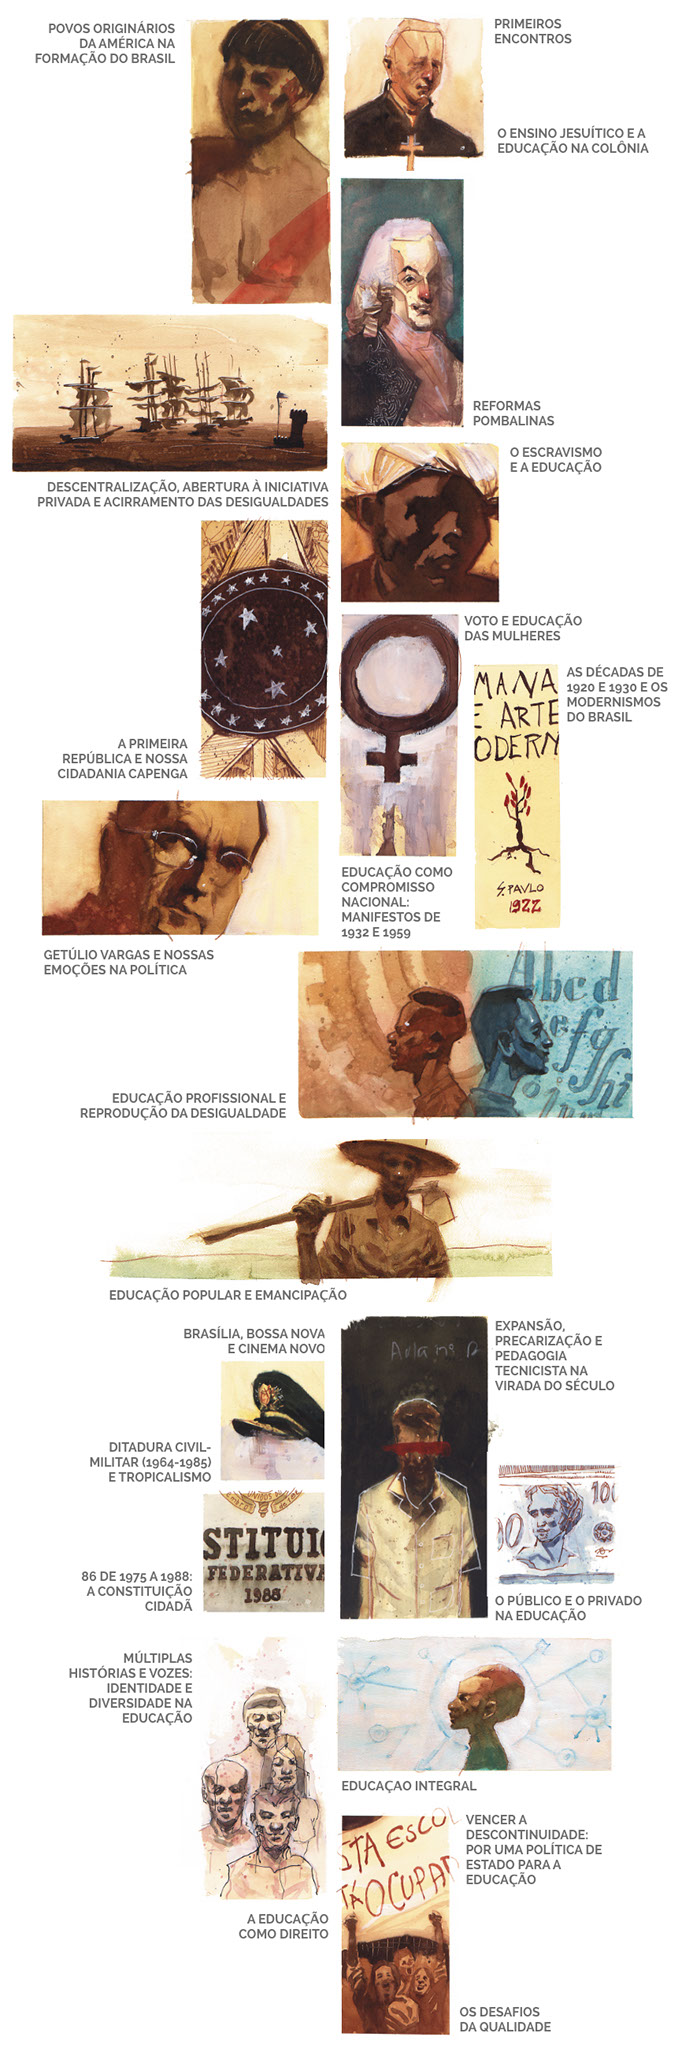 POVOS ORIGINÁRIOS
DA AMÉRICA NA
FORMAÇÃO DO BRASIL
PRIMEIROS
ENCONTROS
O ENSINO JESUÍTICO E A
EDUCAÇÃO NA COLÔNIA
REFORMAS
POMBALINAS
DESCENTRALIZAÇÃO, ABERTURA À INICIATIVA
PRIVADA E ACIRRAMENTO DAS DESIGUALDADES
O ESCRAVISMO
E A EDUCAÇÃO
VOTO E EDUCAÇÃO
DAS MULHERES
AS DÉCADAS DE
1920 E 1930 E OS
MODERNISMOS
DO BRASIL
MANA
E ARTE
ODERN
S. PAVLO
1922
A PRIMEIRA
REPÚBLICA E NOSSA
CIDADANIA CAPENGA
EDUCAÇÃO COMO
COMPROMISSO
NACIONAL:
MANIFESTOS DE
1932 E 1959
GETÚLIO VARGAS E NOSSAS
EMOÇÕES NA POLÍTICA
Abcd
efg
hi
EDUCAÇÃO PROFISSIONAL E
REPRODUÇÃO DA DESIGUALDADE
EDUCAÇÃO POPULAR E EMANCIPAÇÃO
BRASÍLIA, BOSSA NOVA
E CINEMA NOVO
EXPANSÃO,
PRECARIZAÇÃO E
PEDAGOGIA
TECNICISTA NA
VIRADA DO SÉCULO
Aula nº
DITADURA CIVIL-
MILITAR (1964-1985)
E TROPICALISMO
STITUI
FEDERATIVA
1988
100
00
86 DE 1975 A 1988:
A CONSTITUIÇÃO
CIDADÃ
O PÚBLICO E O PRIVADO
NA EDUCAÇÃO
MÚLTIPLAS
HISTÓRIAS E VOZES:
IDENTIDADE E
DIVERSIDADE NA
EDUCAÇÃO
EDUCAÇAO INTEGRAL
VENCER A
DESCONTINUIDADE:
POR UMA POLÍTICA DE
ESTADO PARA A
EDUCAÇÃO
STA ESCOL
TÁ OCUPAD
A EDUCAÇÃO
COMO DIREITO
OS DESAFIOS
DA QUALIDADE